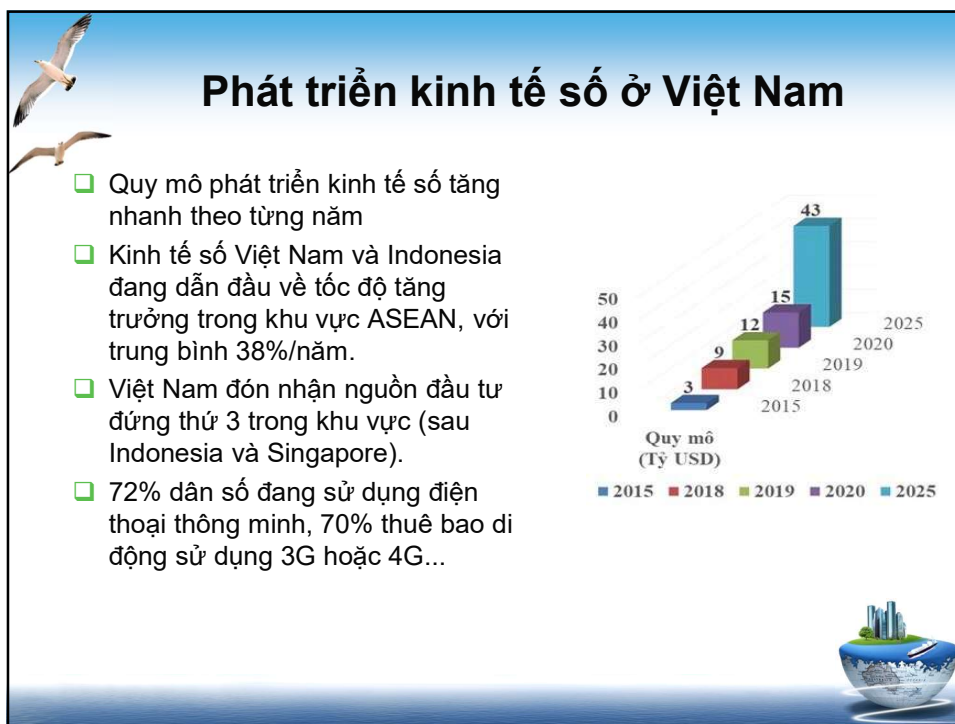 Phát triển kinh tế số ở Việt Nam
Quy mô phát triển kinh tế số tăng
nhanh theo từng năm
Kinh tế số Việt Nam và Indonesia
đang dẫn đầu về tốc độ tăng
trưởng trong khu vực ASEAN, với
trung bình 38%/năm.
Việt Nam đón nhận nguồn đầu tư
đứng thứ 3 trong khu vực (sau
Indonesia và Singapore).
72% dân số đang sử dụng điện
thoại thông minh, 70% thuê bao di
động sử dụng 3G hoặc 4G...
43
15
12
9
3
50
40
30
20
10
0
2025
2020
2019
2018
2015
Quy mô
(Tỷ USD)
2015 2018 2019 2020 2025